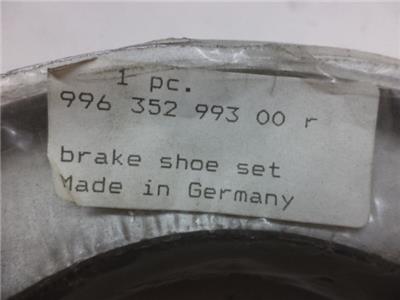 1 pc.
996 352 993 00 r
brake shoe set
Made in Germany